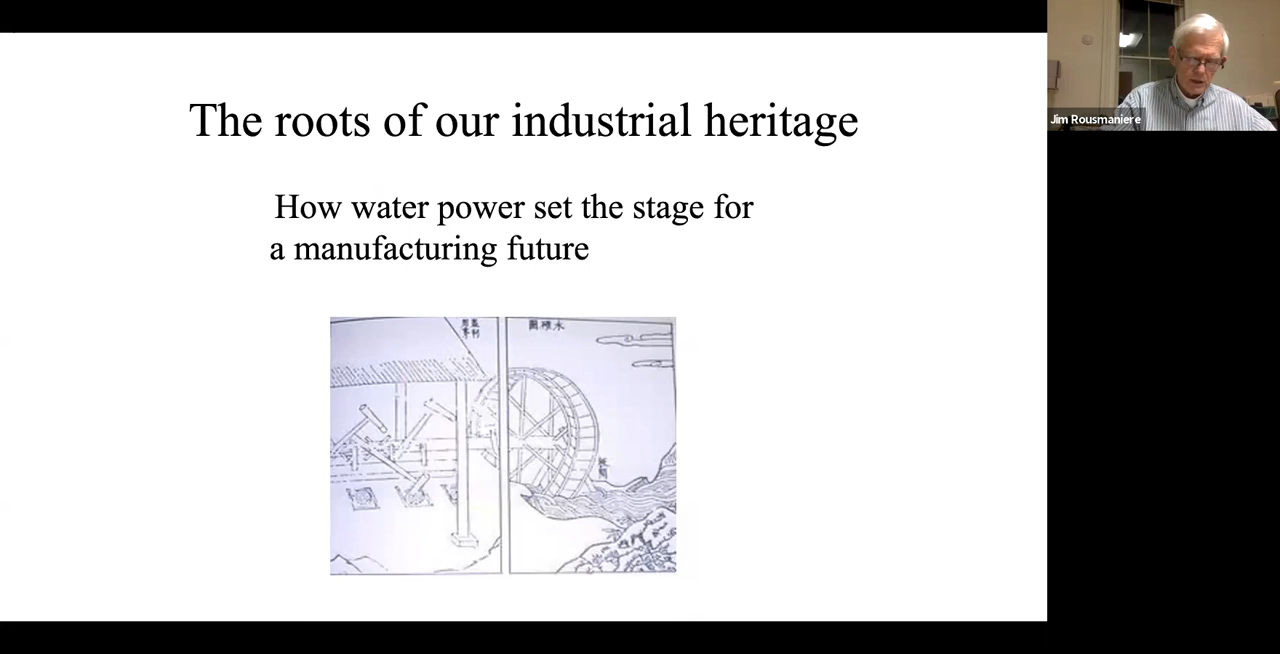 The roots of our industrial heritage
How water power set the stage for
a manufacturing future
Jim Rousmaniere